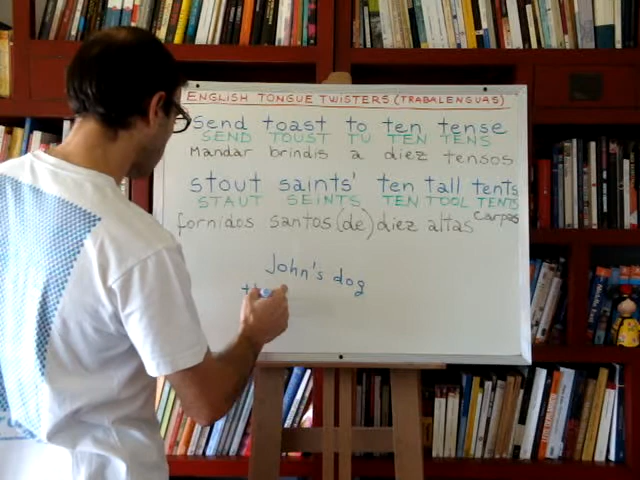 ENGLISH TONGUE TWISTERS (TRABALENGUAS)
Send toast to ten tense
SEND TOUST TU TEN TENS
Mandar brindis a diez tensos
stout saints' ten tall tents
STAUT SEINTS TEN TOOL TENTS
fornidos santos (de) diez altas carpas
John's dog